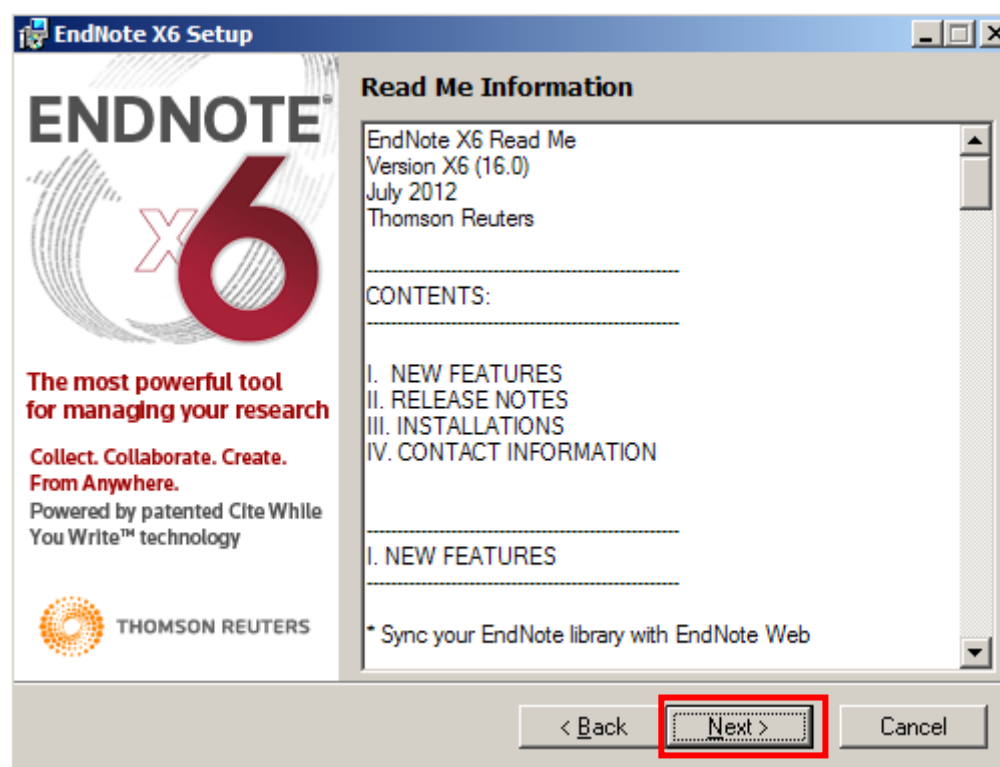 EndNote X6 Setup
ENDNOTE®
x6
The most powerful tool
for managing your research
Collect. Collaborate. Create.
From Anywhere.
Powered by patented Cite While
You Write™ technology
THOMSON REUTERS
Read Me Information
EndNote X6 Read Me
Version X6 (16.0)
July 2012
Thomson Reuters
----------------------------------------------------
CONTENTS:
----------------------------------------------------
I. NEW FEATURES
II. RELEASE NOTES
III. INSTALLATIONS
IV. CONTACT INFORMATION
----------------------------------------------------
I. NEW FEATURES
----------------------------------------------------
* Sync your EndNote library with EndNote Web
< Back Next > Cancel